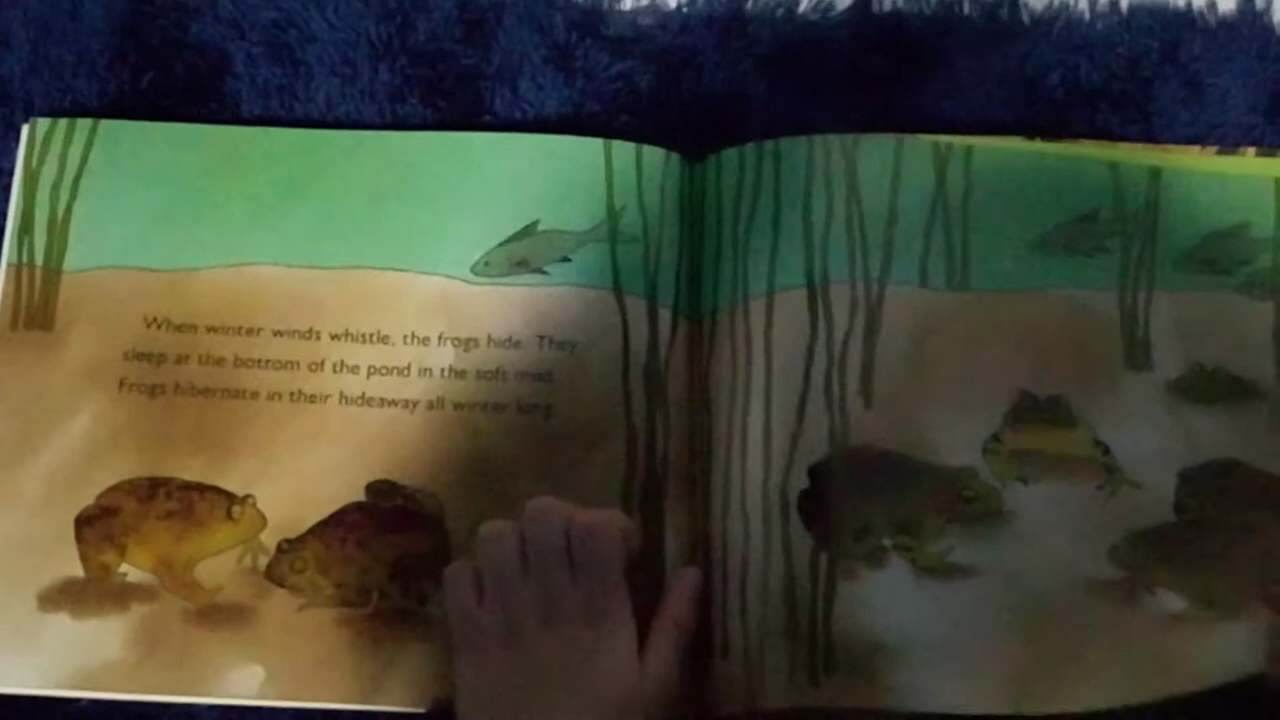 When winter winds whistle, the frogs hide. They
sleep at the bottom of the pond in the soft mud.
Frogs hibernate in their hideaway all winter long.